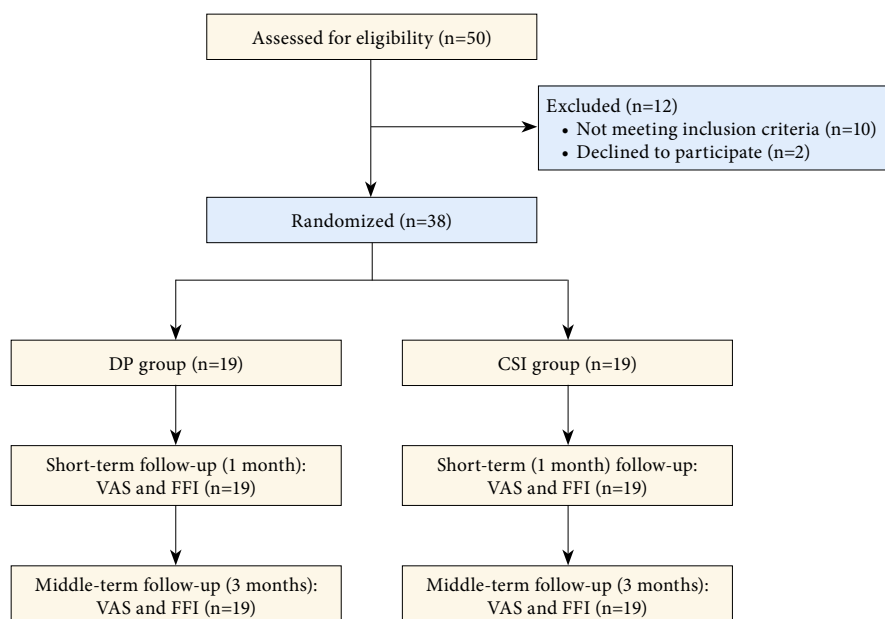 Assessed for eligibility (n=50)
Excluded (n=12)
• Not meeting inclusion criteria (n=10)
• Declined to participate (n=2)
Randomized (n=38)
DP group (n=19)
CSI group (n=19)
Short-term follow-up (1 month):
VAS and FFI (n=19)
Short-term (1 month) follow-up:
VAS and FFI (n=19)
Middle-term follow-up (3 months):
VAS and FFI (n=19)
Middle-term follow-up (3 months):
VAS and FFI (n=19)